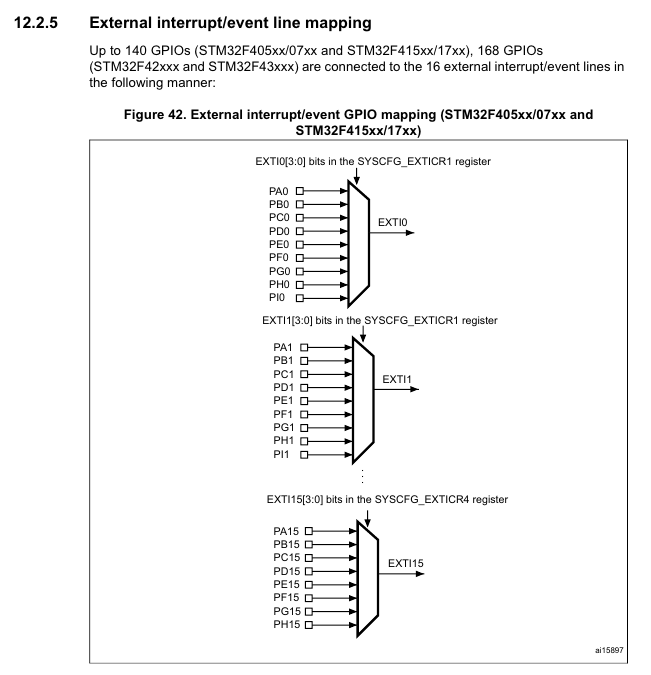 12.2.5 External interrupt/event line mapping
Up to 140 GPIOs (STM32F405xx/07xx and STM32F415xx/17xx), 168 GPIOs
(STM32F42xxx and STM32F43xxx) are connected to the 16 external interrupt/event lines in
the following manner:
Figure 42. External interrupt/event GPIO mapping (STM32F405xx/07xx and
STM32F415xx/17xx)
EXTI0[3:0] bits in the SYSCFG_EXTICR1 register
PA0
PB0
PC0
PD0
PE0
PF0
PG0
PH0
PI0
EXTI0
EXTI1[3:0] bits in the SYSCFG_EXTICR1 register
PA1
PB1
PC1
PD1
PE1
PF1
PG1
PH1
PI1
EXTI1
EXTI15[3:0] bits in the SYSCFG_EXTICR4 register
PA15
PB15
PC15
PD15
PE15
PF15
PG15
PH15
EXTI15
ai15897